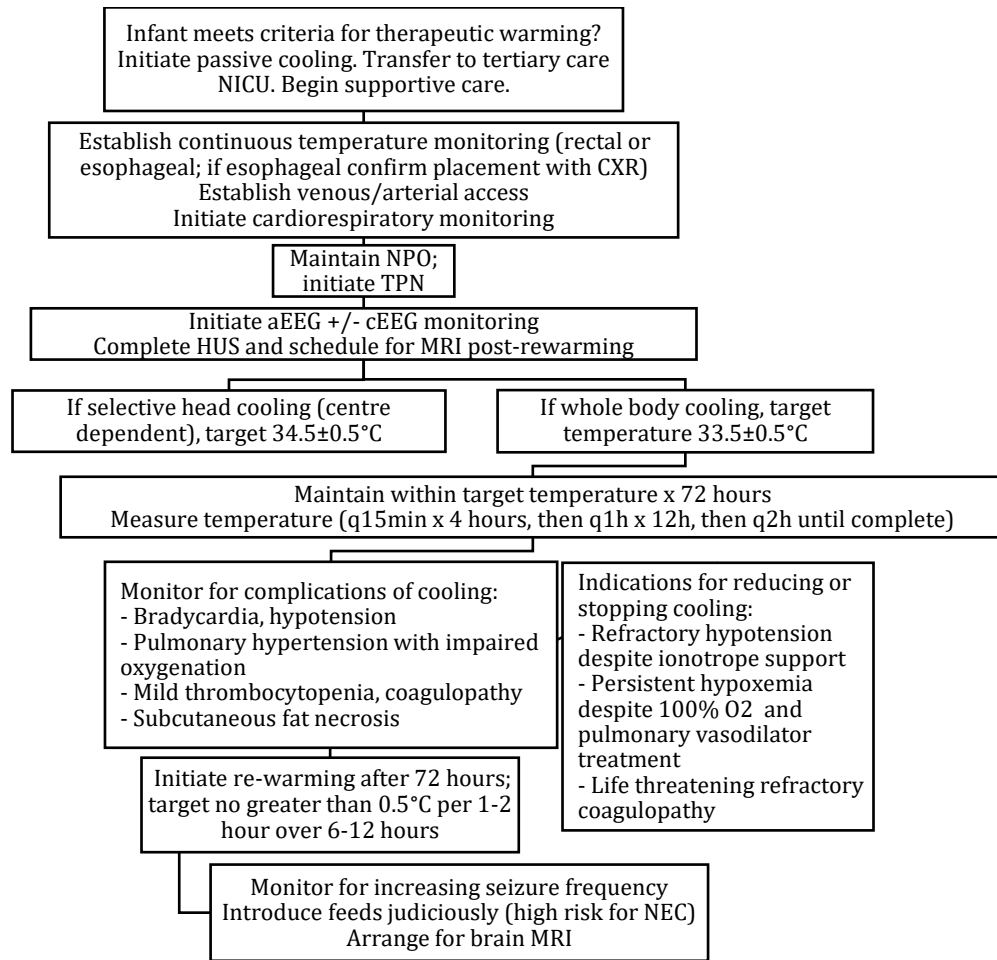 Infant meets criteria for therapeutic warming?
Initiate passive cooling. Transfer to tertiary care
NICU. Begin supportive care.
Establish continuous temperature monitoring (rectal or
esophageal; if esophageal confirm placement with CXR)
Establish venous/arterial access
Initiate cardiorespiratory monitoring
Maintain NPO;
initiate TPN
Initiate aEEG +/- cEEG monitoring
Complete HUS and schedule for MRI post-rewarming
If selective head cooling (centre
dependent), target 34.5±0.5°C
If whole body cooling, target
temperature 33.5±0.5°C
Maintain within target temperature x 72 hours
Measure temperature (q15min x 4 hours, then q1h x 12h, then q2h until complete)
Monitor for complications of cooling:
- Bradycardia, hypotension
- Pulmonary hypertension with impaired
oxygenation
- Mild thrombocytopenia, coagulopathy
- Subcutaneous fat necrosis
Indications for reducing or
stopping cooling:
- Refractory hypotension
despite ionotrope support
- Persistent hypoxemia
despite 100% O2 and
pulmonary vasodilator
treatment
- Life threatening refractory
coagulopathy
Initiate re-warming after 72 hours;
target no greater than 0.5°C per 1-2
hour over 6-12 hours
Monitor for increasing seizure frequency
Introduce feeds judiciously (high risk for NEC)
Arrange for brain MRI